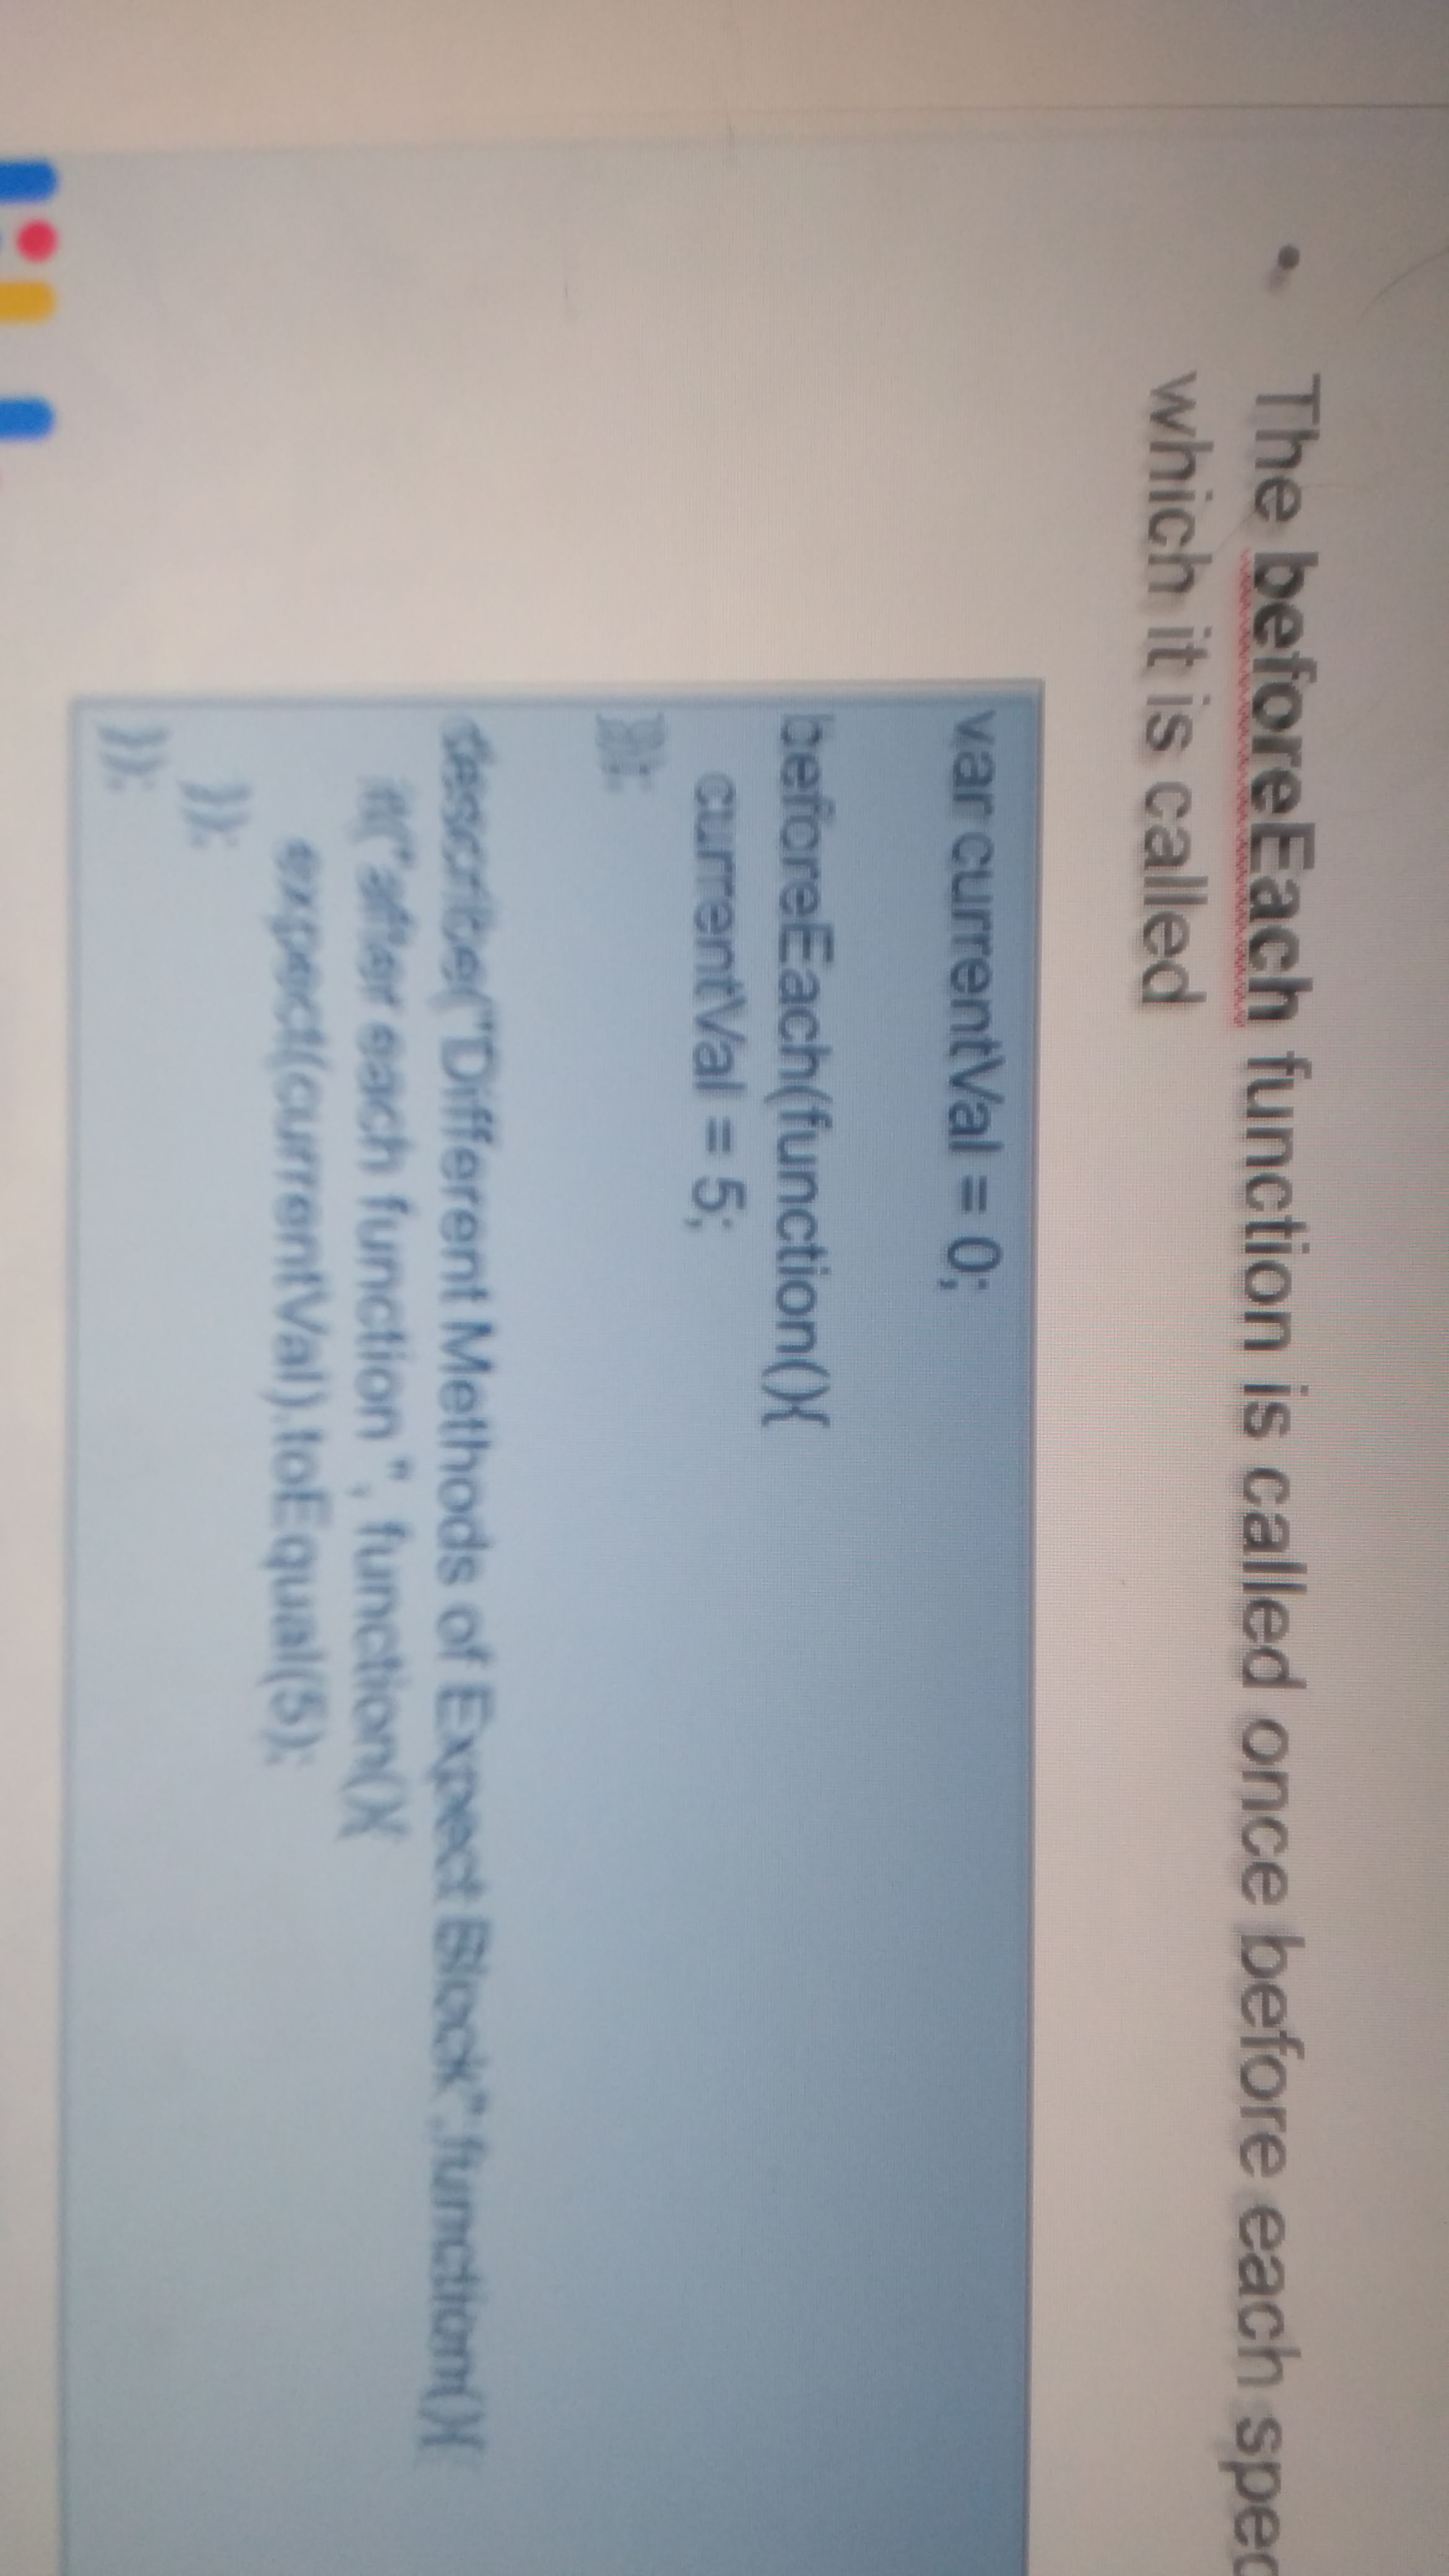 • The beforeEach function is called once before each spec
which it is called
var currentVal = 0;
beforeEach(function(){
currentVal = 5;
});
describe("Different Methods of Expect Block",function(){
it("after each function ", function(){
expect(currentVal).toEqual(5);
});
});